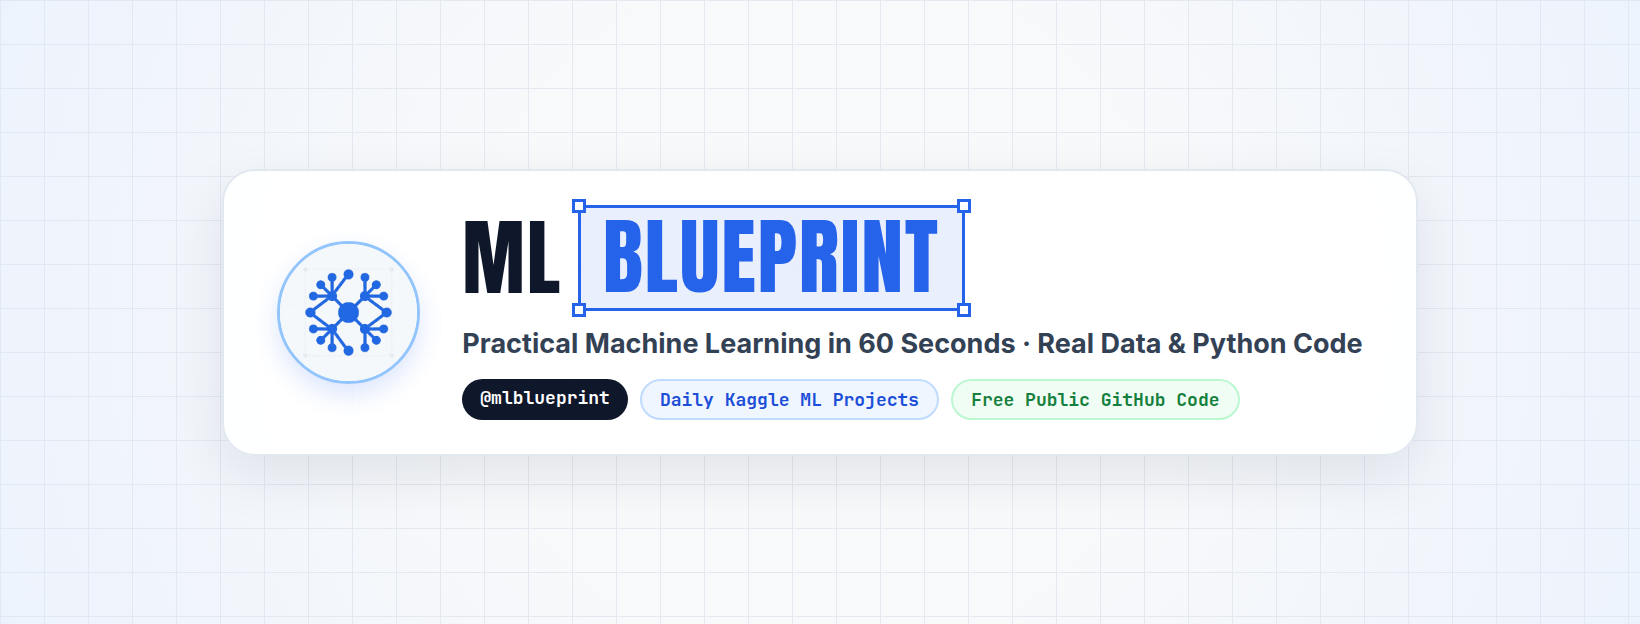 ML BLUEPRINT
Practical Machine Learning in 60 Seconds · Real Data & Python Code
@mlblueprint Daily Kaggle ML Projects Free Public GitHub Code